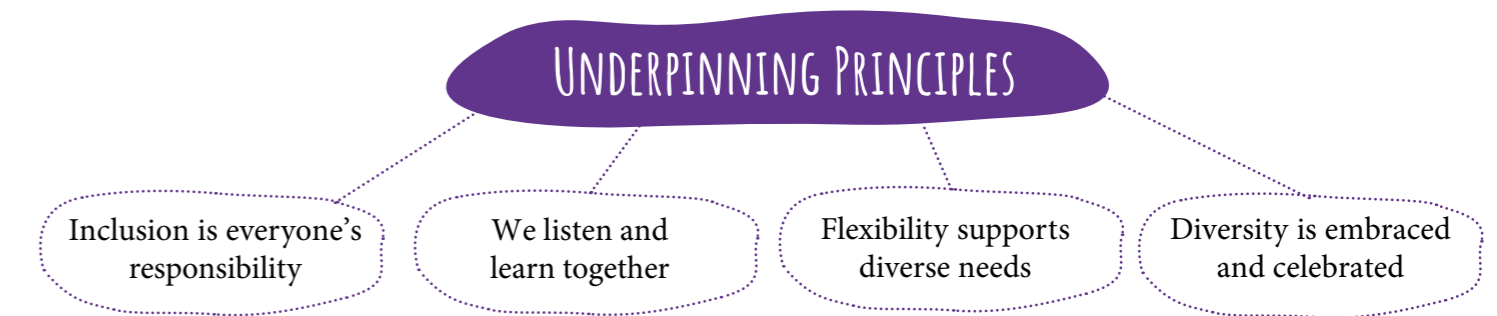 Underpinning Principles
Inclusion is everyone's
responsibility
We listen and
learn together
Flexibility supports
diverse needs
Diversity is embraced
and celebrated